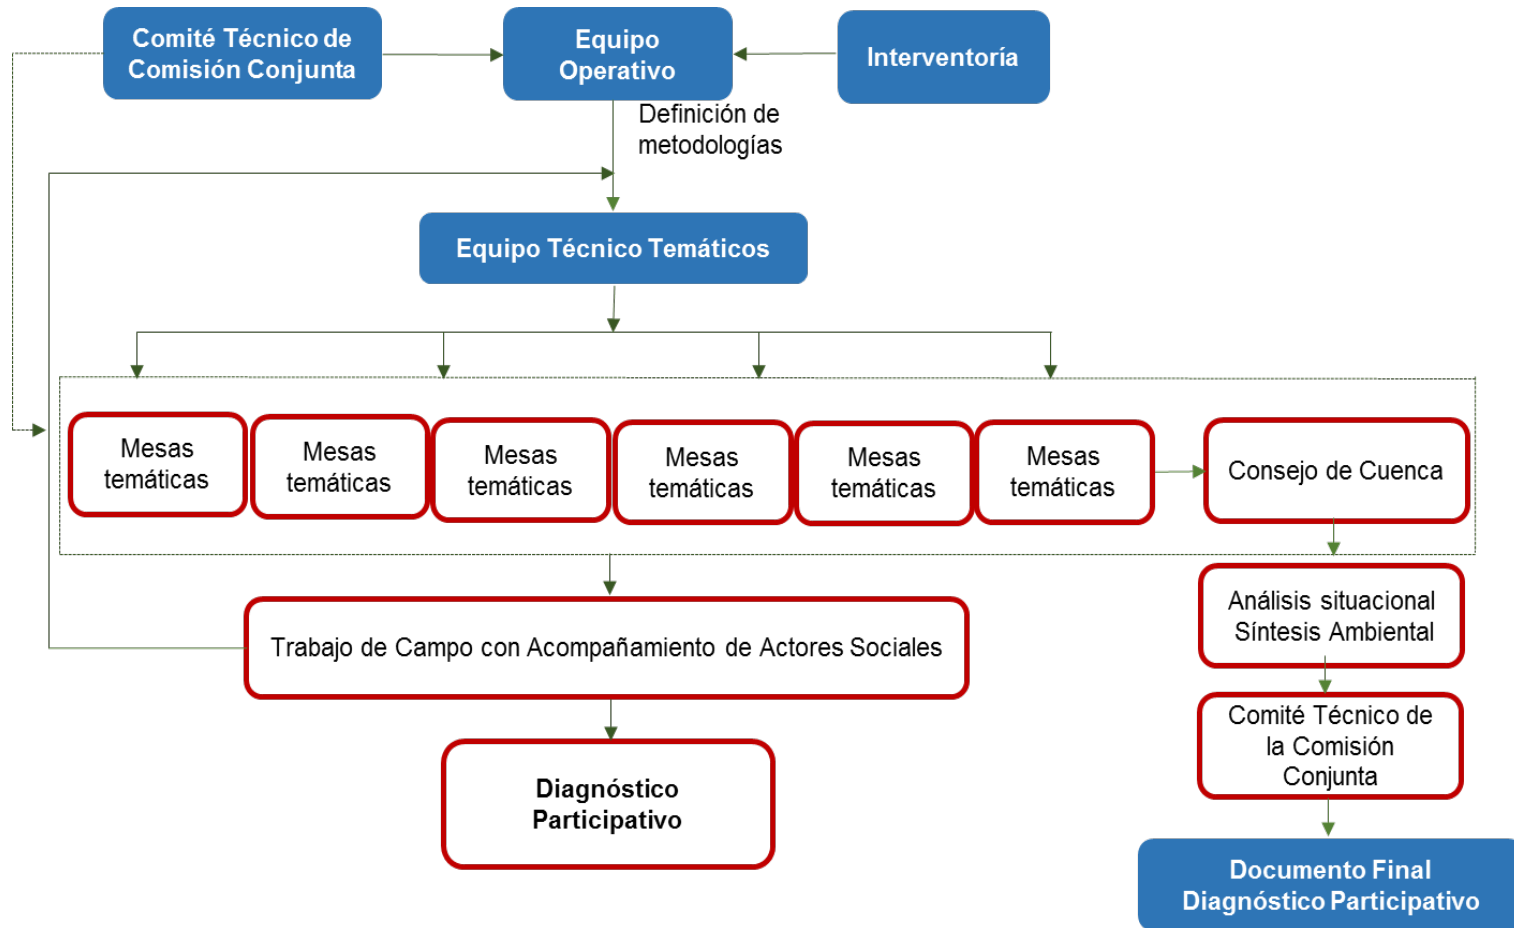 Comité Técnico de
Comisión Conjunta
Equipo
Operativo
Interventoría
Definición de
metodologías
Equipo Técnico Temáticos
Mesas
temáticas
Mesas
temáticas
Mesas
temáticas
Mesas
temáticas
Mesas
temáticas
Mesas
temáticas
Consejo de Cuenca
Trabajo de Campo con Acompañamiento de Actores Sociales
Análisis situacional
Síntesis Ambiental
Comité Técnico de
la Comisión
Conjunta
Diagnóstico
Participativo
Documento Final
Diagnóstico Participativo